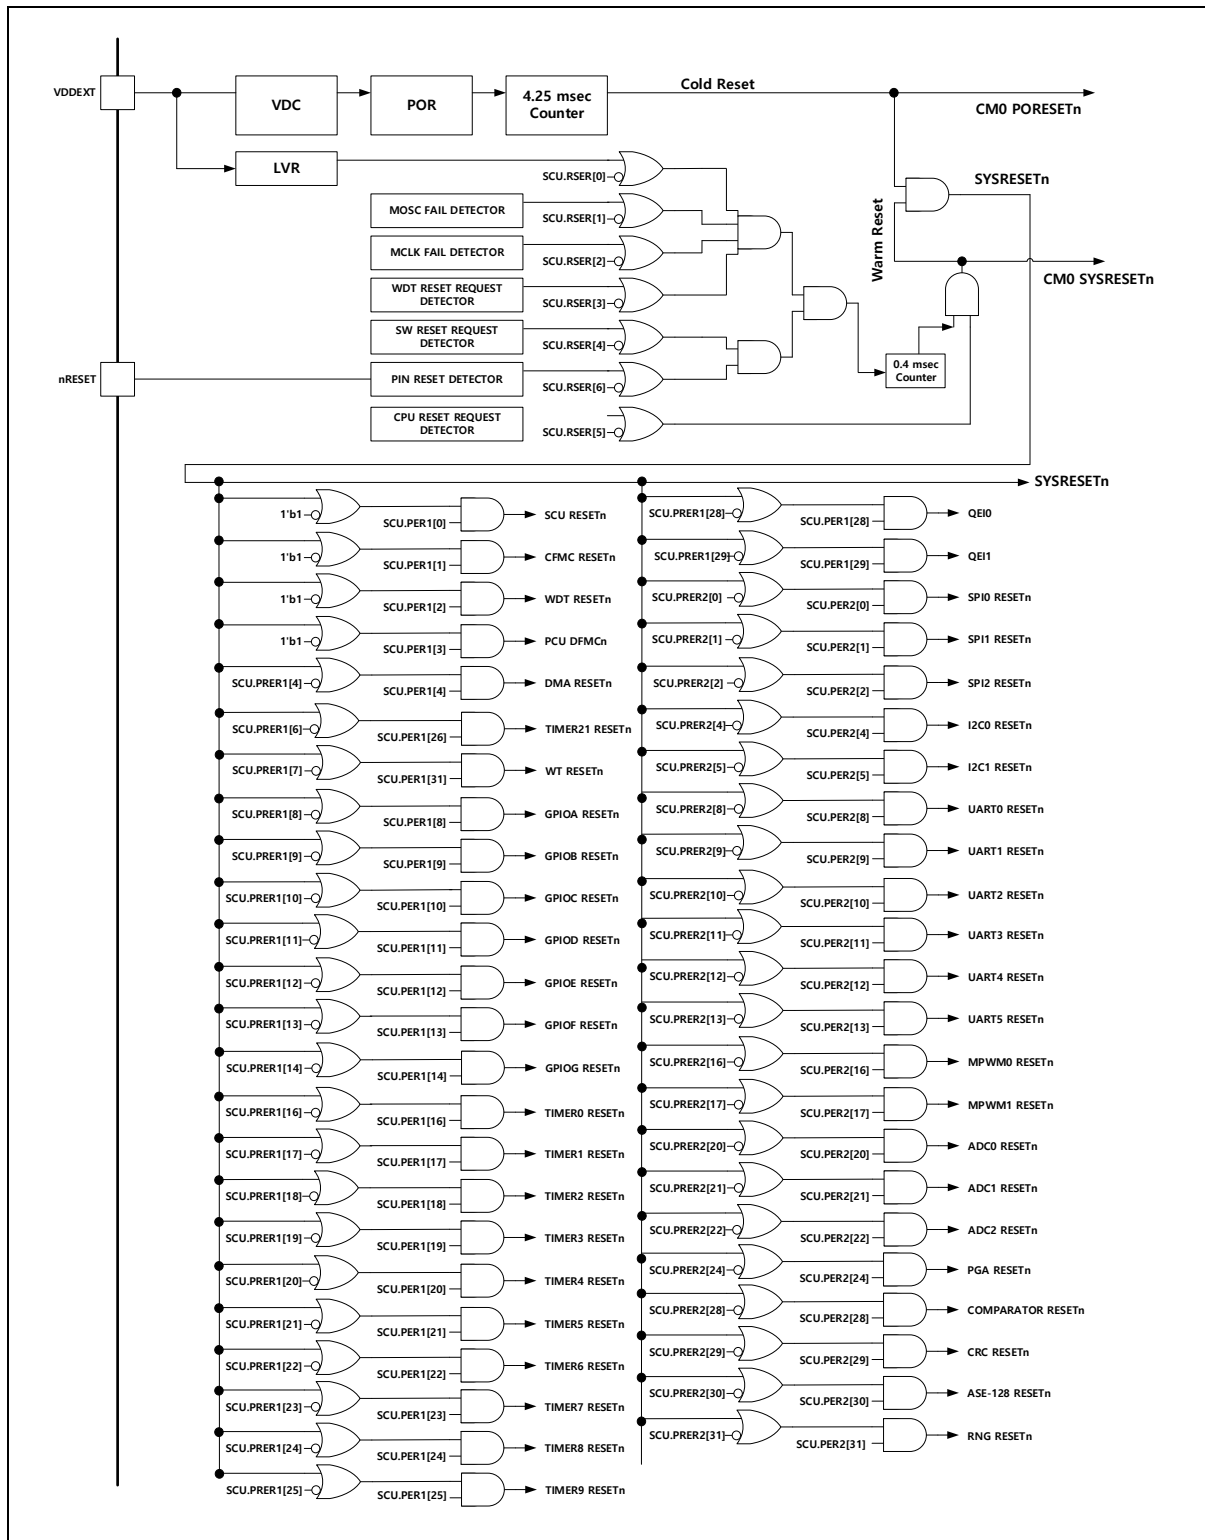 VDDEXT
VDC
POR
4.25 msec
Counter
Cold Reset
CM0 PORESETn
LVR
SCU.RSER[0]
SYSRESETn
Warm Reset
MOSC FAIL DETECTOR
SCU.RSER[1]
MCLK FAIL DETECTOR
SCU.RSER[2]
CM0 SYSRESETn
WDT RESET REQUEST
DETECTOR
SCU.RSER[3]
SW RESET REQUEST
DETECTOR
SCU.RSER[4]
0.4 msec
Counter
nRESET
PIN RESET DETECTOR
SCU.RSER[6]
CPU RESET REQUEST
DETECTOR
SCU.RSER[5]
SYSRESETn
1'b1
SCU.PER1[0]
SCU RESETn
1'b1
SCU.PER1[1]
CFMC RESETn
1'b1
SCU.PER1[2]
WDT RESETn
1'b1
SCU.PER1[3]
PCU DFMCn
SCU.PRER1[4]
SCU.PER1[4]
DMA RESETn
SCU.PRER1[6]
SCU.PER1[26]
TIMER21 RESETn
SCU.PRER1[7]
SCU.PER1[31]
WT RESETn
SCU.PRER1[8]
SCU.PER1[8]
GPIOA RESETn
SCU.PRER1[9]
SCU.PER1[9]
GPIOB RESETn
SCU.PRER1[10]
SCU.PER1[10]
GPIOC RESETn
SCU.PRER1[11]
SCU.PER1[11]
GPIOD RESETn
SCU.PRER1[12]
SCU.PER1[12]
GPIOE RESETn
SCU.PRER1[13]
SCU.PER1[13]
GPIOF RESETn
SCU.PRER1[14]
SCU.PER1[14]
GPIOG RESETn
SCU.PRER1[16]
SCU.PER1[16]
TIMER0 RESETn
SCU.PRER1[17]
SCU.PER1[17]
TIMER1 RESETn
SCU.PRER1[18]
SCU.PER1[18]
TIMER2 RESETn
SCU.PRER1[19]
SCU.PER1[19]
TIMER3 RESETn
SCU.PRER1[20]
SCU.PER1[20]
TIMER4 RESETn
SCU.PRER1[21]
SCU.PER1[21]
TIMER5 RESETn
SCU.PRER1[22]
SCU.PER1[22]
TIMER6 RESETn
SCU.PRER1[23]
SCU.PER1[23]
TIMER7 RESETn
SCU.PRER1[24]
SCU.PER1[24]
TIMER8 RESETn
SCU.PRER1[25]
SCU.PER1[25]
TIMER9 RESETn
SCU.PRER1[28]
SCU.PER1[28]
QEI0
SCU.PRER1[29]
SCU.PER1[29]
QEI1
SCU.PRER2[0]
SCU.PER2[0]
SPI0 RESETn
SCU.PRER2[1]
SCU.PER2[1]
SPI1 RESETn
SCU.PRER2[2]
SCU.PER2[2]
SPI2 RESETn
SCU.PRER2[4]
SCU.PER2[4]
I2C0 RESETn
SCU.PRER2[5]
SCU.PER2[5]
I2C1 RESETn
SCU.PRER2[8]
SCU.PER2[8]
UART0 RESETn
SCU.PRER2[9]
SCU.PER2[9]
UART1 RESETn
SCU.PRER2[10]
SCU.PER2[10]
UART2 RESETn
SCU.PRER2[11]
SCU.PER2[11]
UART3 RESETn
SCU.PRER2[12]
SCU.PER2[12]
UART4 RESETn
SCU.PRER2[13]
SCU.PER2[13]
UART5 RESETn
SCU.PRER2[16]
SCU.PER2[16]
MPWM0 RESETn
SCU.PRER2[17]
SCU.PER2[17]
MPWM1 RESETn
SCU.PRER2[20]
SCU.PER2[20]
ADC0 RESETn
SCU.PRER2[21]
SCU.PER2[21]
ADC1 RESETn
SCU.PRER2[22]
SCU.PER2[22]
ADC2 RESETn
SCU.PRER2[24]
SCU.PER2[24]
PGA RESETn
SCU.PRER2[28]
SCU.PER2[28]
COMPARATOR RESETn
SCU.PRER2[29]
SCU.PER2[29]
CRC RESETn
SCU.PRER2[30]
SCU.PER2[30]
ASE-128 RESETn
SCU.PRER2[31]
SCU.PER2[31]
RNG RESETn